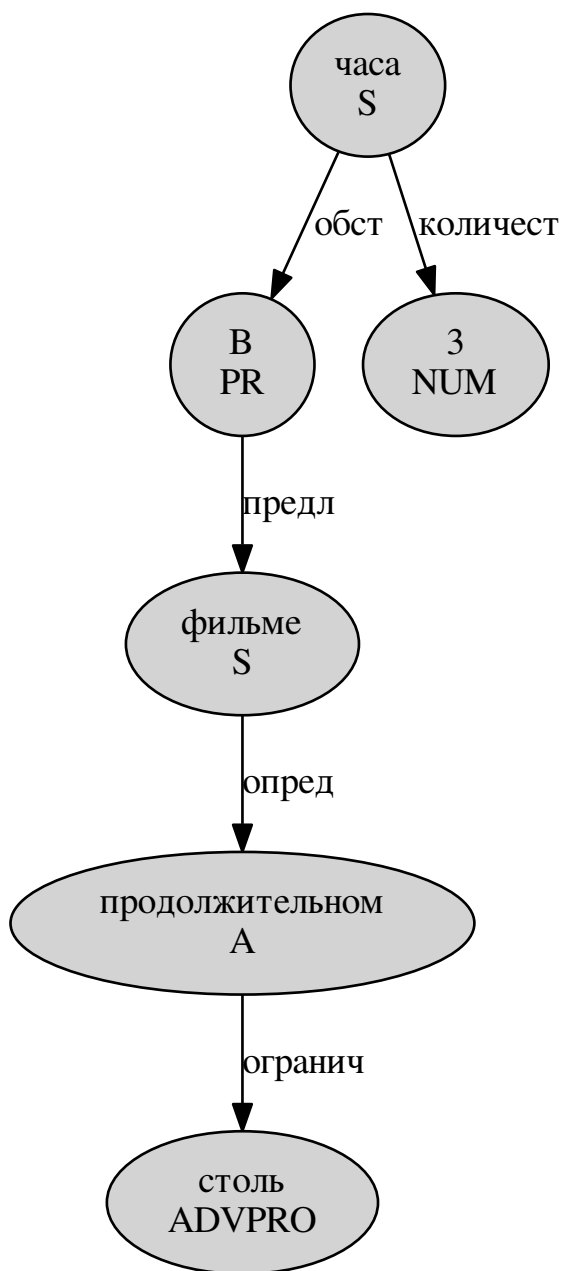 часа
S
обст
количест
В
PR
3
NUM
предл
фильме
S
опред
продолжительном
A
огранич
столь
ADVPRO